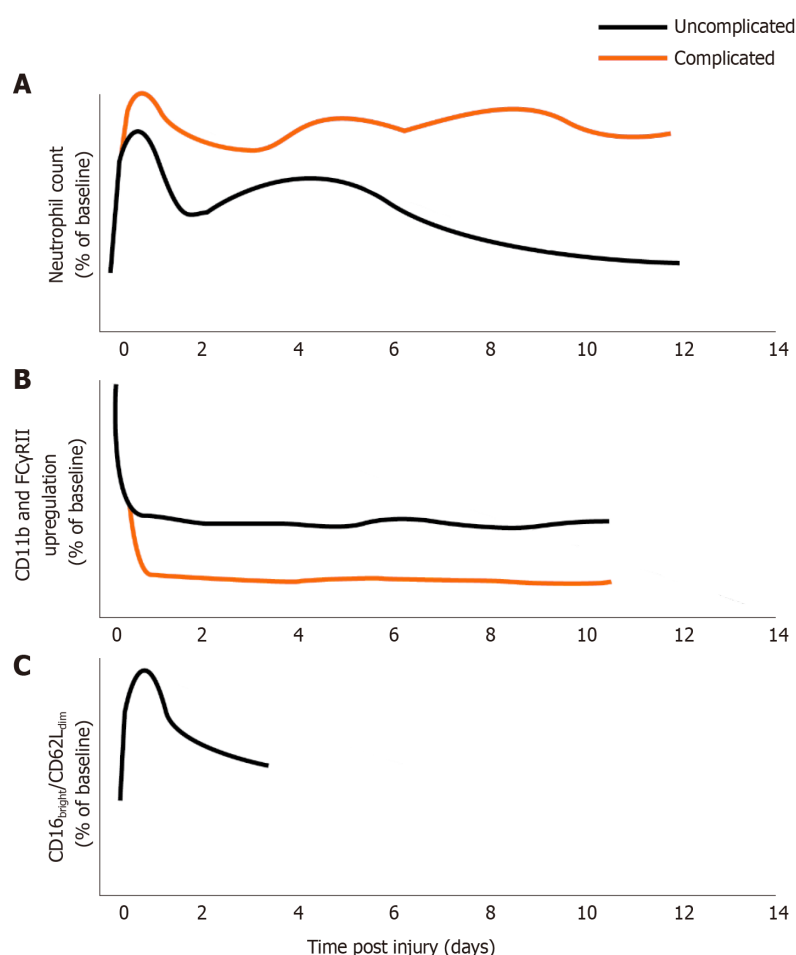 Uncomplicated
Complicated
A
Neutrophil count
(% of baseline)
0 2 4 6 8 10 12 14
B
CD11b and FCγRII
upregulation
(% of baseline)
0 2 4 6 8 10 12 14
C
CD16bright/CD62Ldim
(% of baseline)
0 2 4 6 8 10 12 14
Time post injury (days)